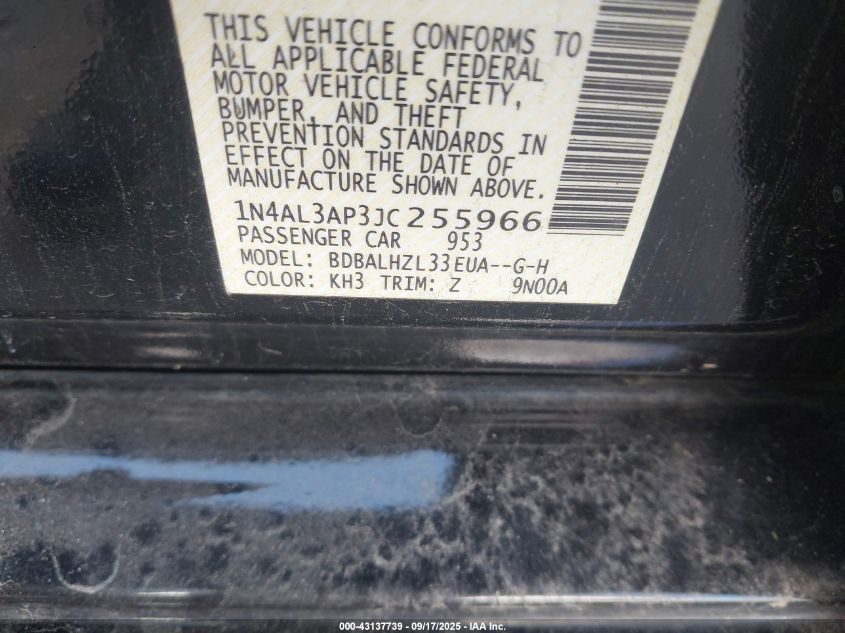 THIS VEHICLE CONFORMS TO
ALL APPLICABLE FEDERAL
MOTOR VEHICLE SAFETY,
BUMPER, AND THEFT
PREVENTION STANDARDS IN
EFFECT ON THE DATE OF
MANUFACTURE SHOWN ABOVE.
1N4AL3AP3JC255966
PASSENGER CAR 953
MODEL: BDBALHZL33EUA--G-H
COLOR: KH3 TRIM: Z 9N00A
000-43137739 - 09/17/2025 - IAA Inc.